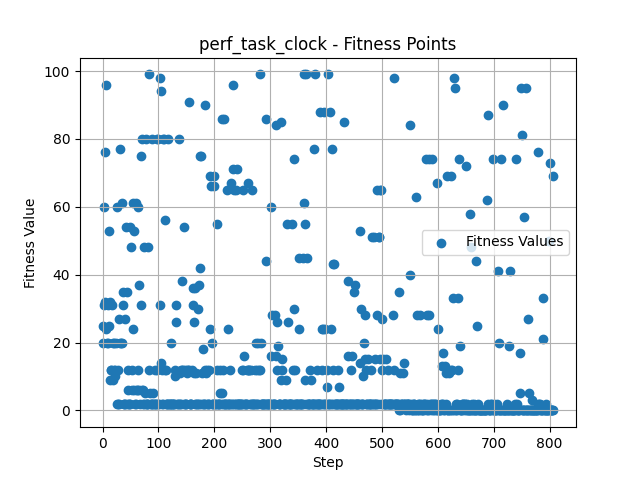 perf_task_clock - Fitness Points
Fitness Value
100
80
60
40
20
0
Fitness Values
0 100 200 300 400 500 600 700 800
Step